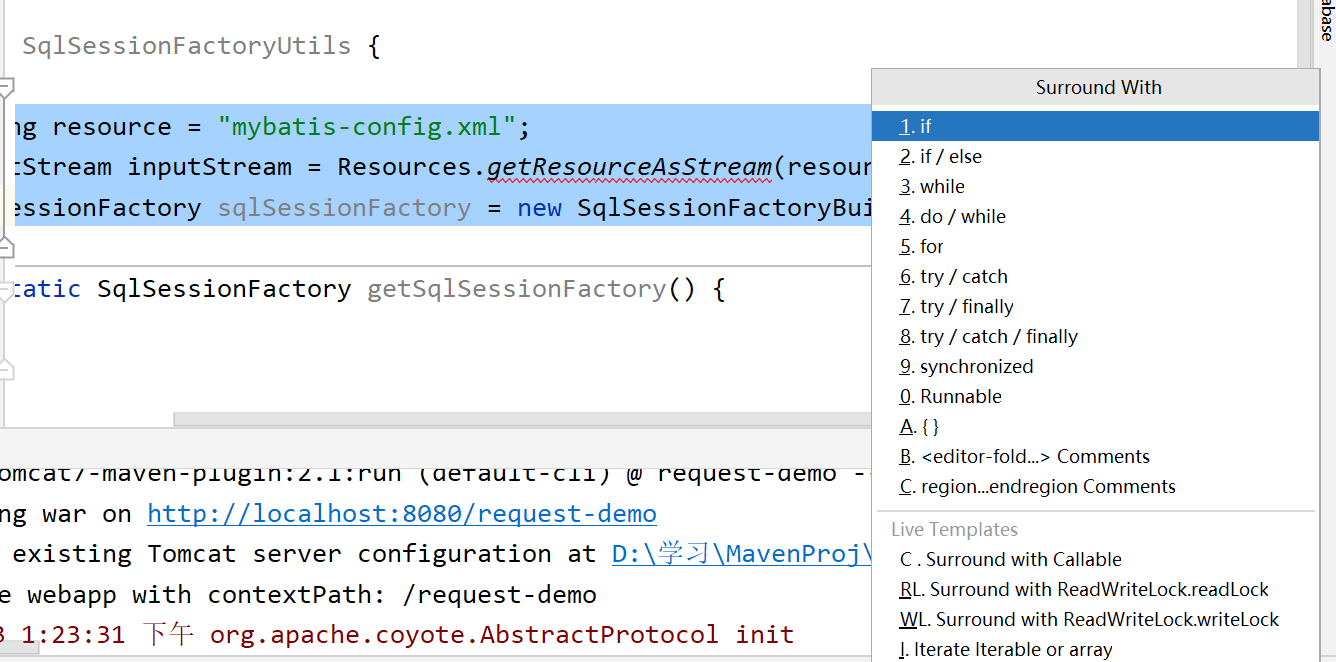 SqlSessionFactoryUtils {
ng resource = "mybatis-config.xml";
tStream inputStream = Resources.getResourceAsStream(resour
essionFactory sqlSessionFactory = new SqlSessionFactoryBui
tatic SqlSessionFactory getSqlSessionFactory() {
abase
Surround With
1. if
2. if / else
3. while
4. do / while
5. for
6. try / catch
7. try / finally
8. try / catch / finally
9. synchronized
0. Runnable
A. { }
B. <editor-fold...> Comments
C. region...endregion Comments
Live Templates
C . Surround with Callable
RL. Surround with ReadWriteLock.readLock
WL. Surround with ReadWriteLock.writeLock
I. Iterate Iterable or array
omcat7-maven-plugin:2.1:run (default-cli) @ request-demo -
ng war on http://localhost:8080/request-demo
existing Tomcat server configuration at D:\学习\MavenProj\
e webapp with contextPath: /request-demo
3 1:23:31 下午 org.apache.coyote.AbstractProtocol init